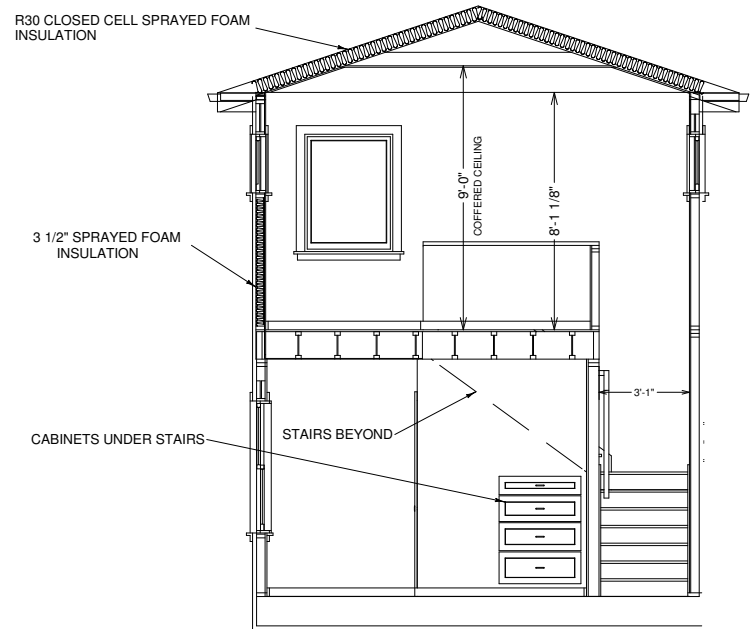 R30 CLOSED CELL SPRAYED FOAM
INSULATION
9'-0"
COFFERED CEILING
8'-1 1/8"
3 1/2" SPRAYED FOAM
INSULATION
3'-1"
STAIRS BEYOND
CABINETS UNDER STAIRS